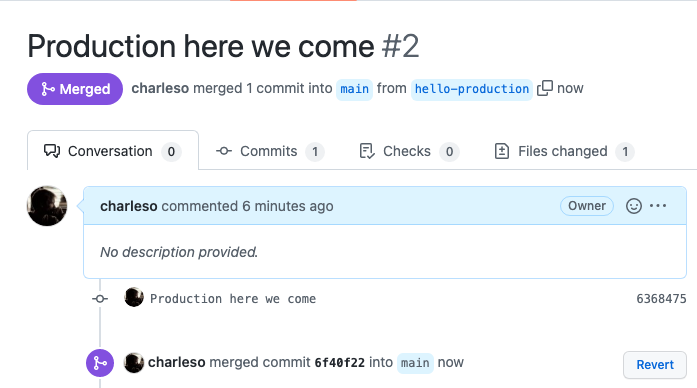 Production here we come #2
Merged charleso merged 1 commit into main from hello-production now
Conversation 0 Commits 1 Checks 0 Files changed 1
charleso commented 6 minutes ago Owner
No description provided.
Production here we come 6368475
charleso merged commit 6f40f22 into main now Revert